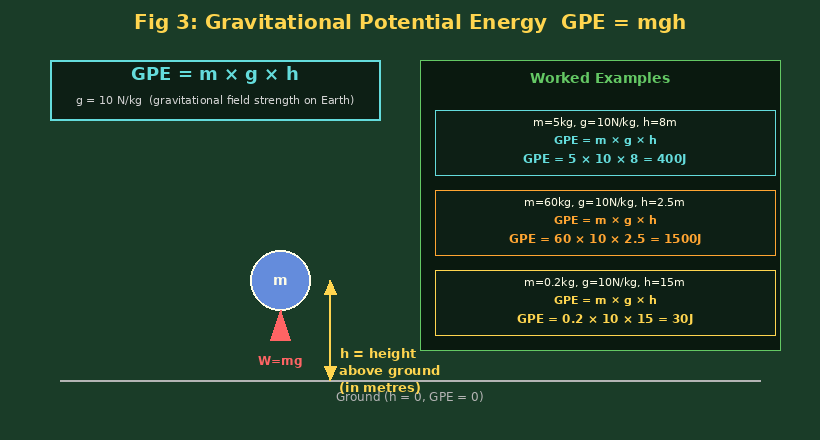 Fig 3: Gravitational Potential Energy  GPE = mgh
GPE = m × g × h
g = 10 N/kg  (gravitational field strength on Earth)
Worked Examples
m=5kg, g=10N/kg, h=8m
GPE = m × g × h
GPE = 5 × 10 × 8 = 400J
m=60kg, g=10N/kg, h=2.5m
GPE = m × g × h
GPE = 60 × 10 × 2.5 = 1500J
m=0.2kg, g=10N/kg, h=15m
GPE = m × g × h
GPE = 0.2 × 10 × 15 = 30J
m
W=mg
h = height
above ground
(in metres)
Ground (h = 0, GPE = 0)